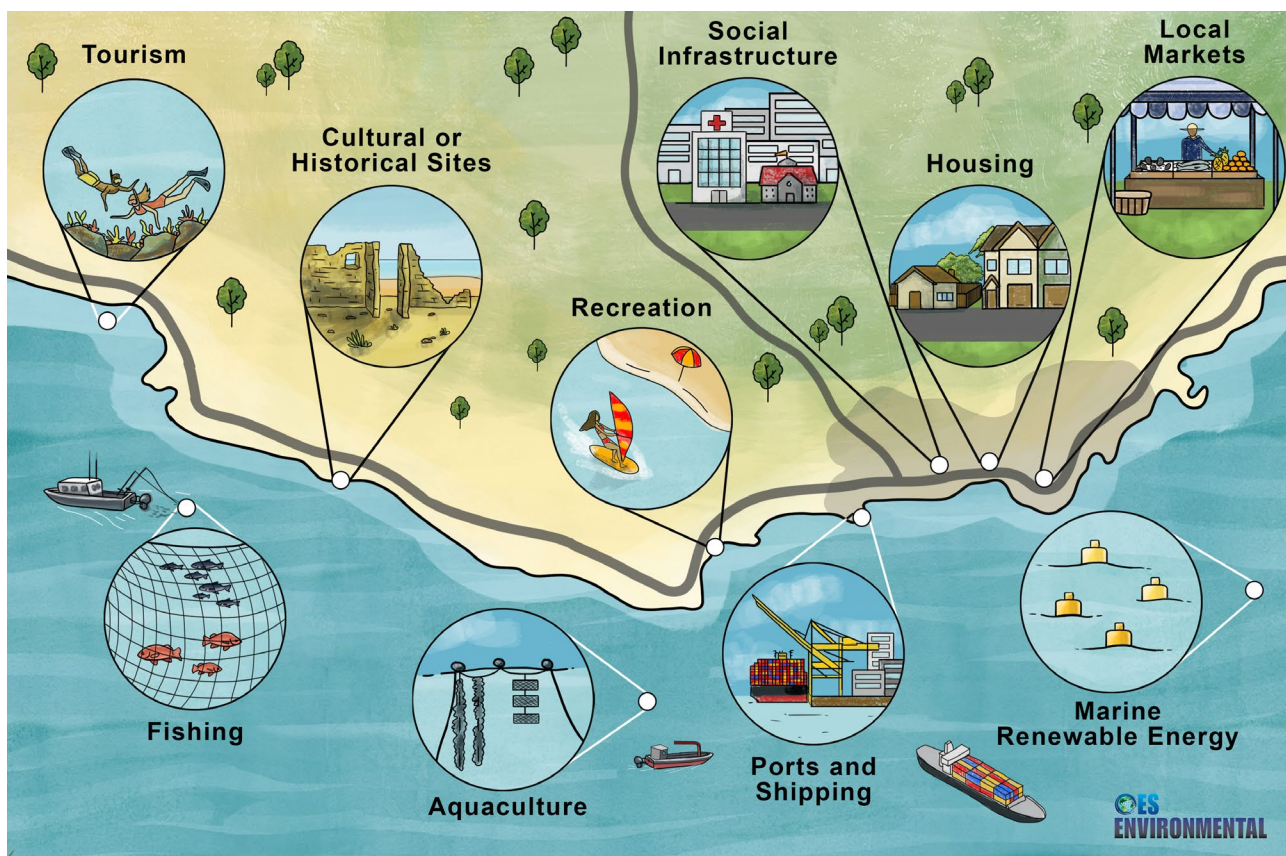 Tourism
Cultural or
Historical Sites
Social
Infrastructure
Local
Markets
Housing
Recreation
Fishing
Aquaculture
Ports and
Shipping
Marine
Renewable Energy
OES
ENVIRONMENTAL